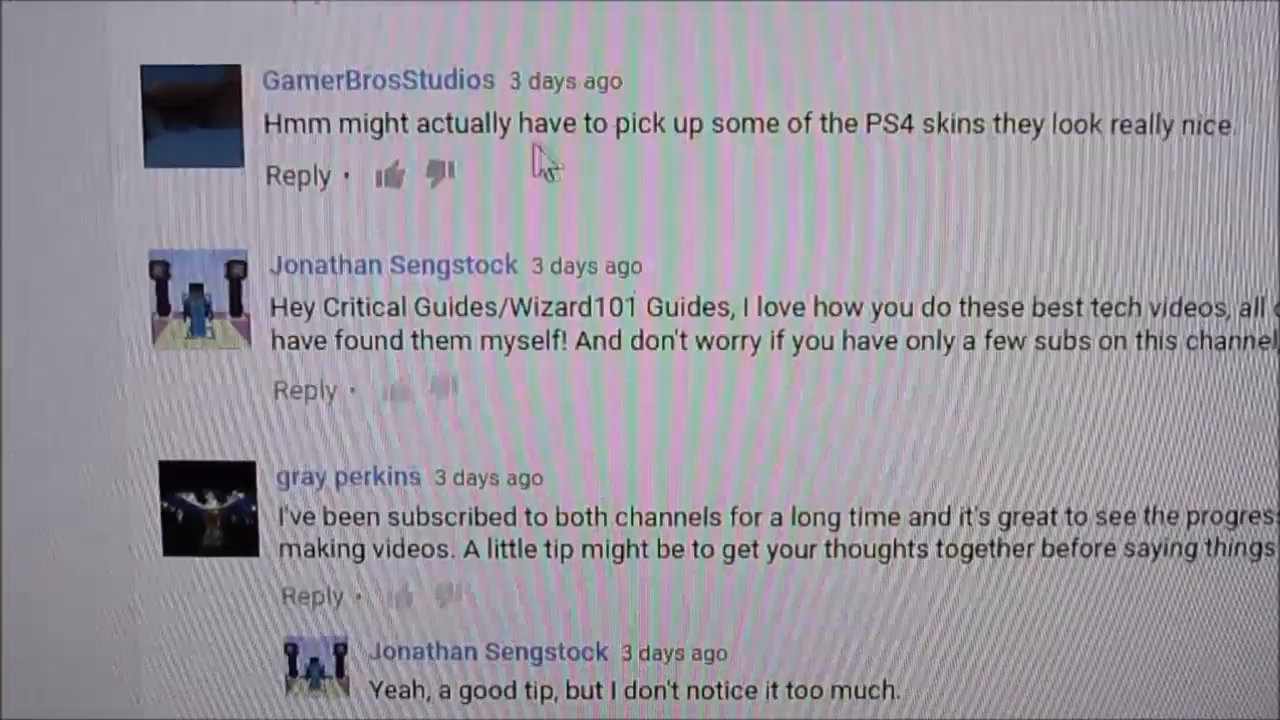 GamerBrosStudios 3 days ago
Hmm might actually have to pick up some of the PS4 skins they look really nice.
Reply ·
Jonathan Sengstock 3 days ago
Hey Critical Guides/Wizard101 Guides, I love how you do these best tech videos, all
have found them myself! And don't worry if you have only a few subs on this channel
Reply ·
gray perkins 3 days ago
I've been subscribed to both channels for a long time and it's great to see the
making videos. A little tip might be to get your thoughts together before saying things
Reply ·
Jonathan Sengstock 3 days ago
Yeah, a good tip, but I don't notice it too much.